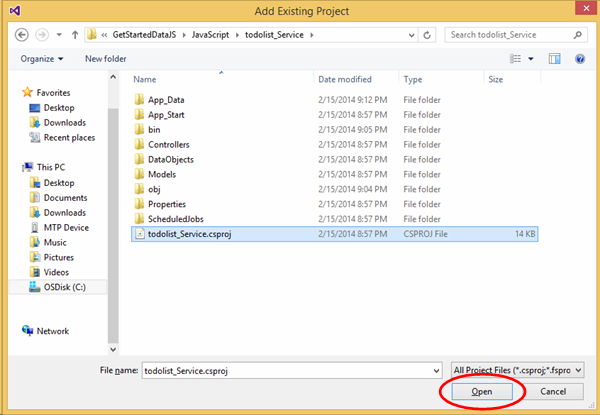 Add Existing Project
« GetStartedDataJS ▸ JavaScript ▸ todolist_Service ▸
Search todolist_Service
Organize
New folder
Name Date modified Type Size
Favorites
Desktop
Downloads
Recent places
This PC
Desktop
Documents
Downloads
MTP Device
Music
Pictures
Videos
OSDisk (C:)
Network
App_Data 2/15/2014 9:12 PM File folder
App_Start 2/15/2014 8:57 PM File folder
bin 2/15/2014 9:05 PM File folder
Controllers 2/15/2014 8:57 PM File folder
DataObjects 2/15/2014 8:57 PM File folder
Models 2/15/2014 8:57 PM File folder
obj 2/15/2014 9:04 PM File folder
Properties 2/15/2014 8:57 PM File folder
ScheduledJobs 2/15/2014 8:57 PM File folder
todolist_Service.csproj 2/15/2014 8:57 PM CSPROJ File 14 KB
File name: todolist_Service.csproj
All Project Files (*.csproj;*.fspro
Open
Cancel